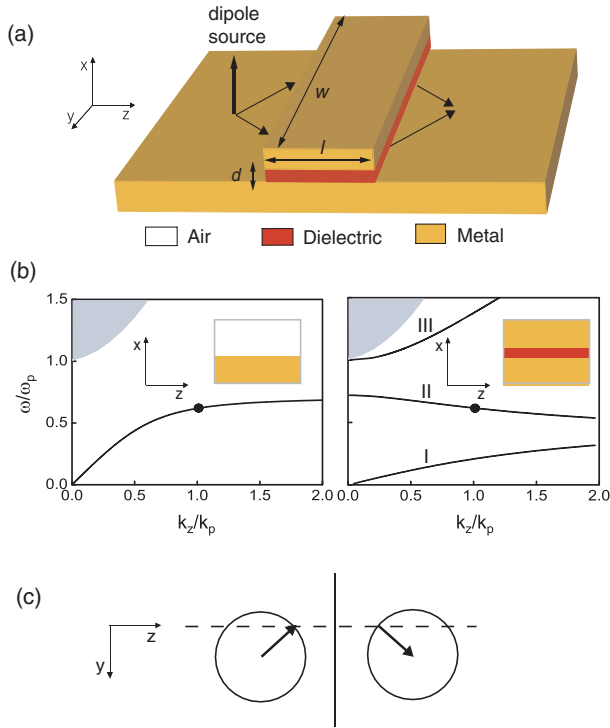 (a)
dipole
source
x
y
z
w
l
d
Air
Dielectric
Metal
(b)
1.5
1.0
0.5
0.0
ω/ωp
x
z
0.0
0.5
1.0
1.5
2.0
kz/kp
III
II
I
x
z
0.0
0.5
1.0
1.5
2.0
kz/kp
(c)
z
y